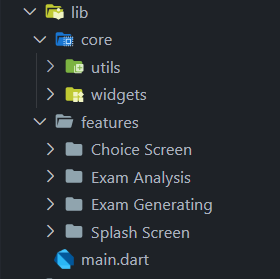 lib
core
utils
widgets
features
Choice Screen
Exam Analysis
Exam Generating
Splash Screen
main.dart